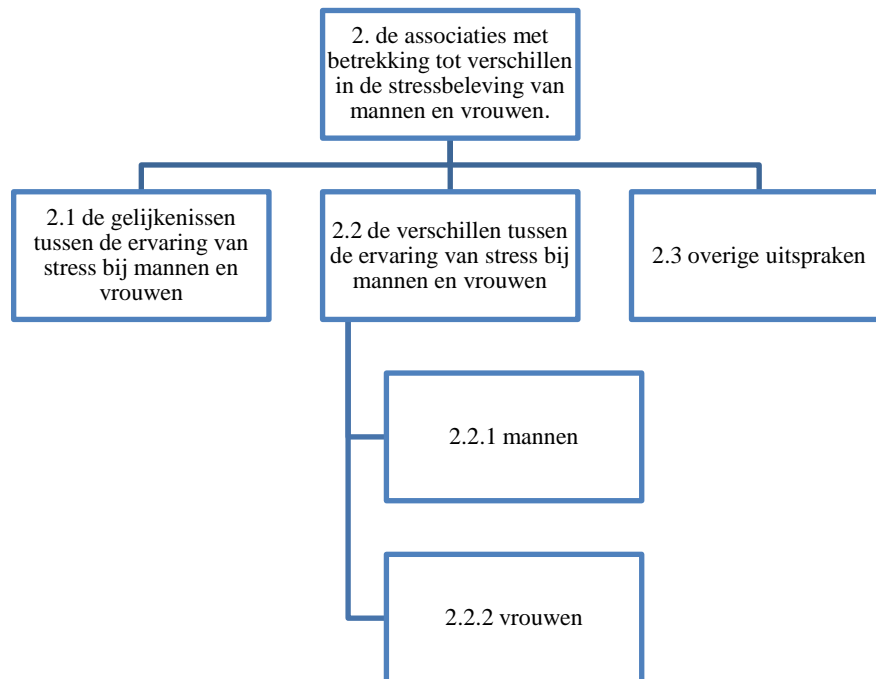 2. de associaties met
betrekking tot verschillen
in de stressbeleving van
mannen en vrouwen.
2.1 de gelijkenissen
tussen de ervaring van
stress bij mannen en
vrouwen
2.2 de verschillen tussen
de ervaring van stress bij
mannen en vrouwen
2.3 overige uitspraken
2.2.1 mannen
2.2.2 vrouwen